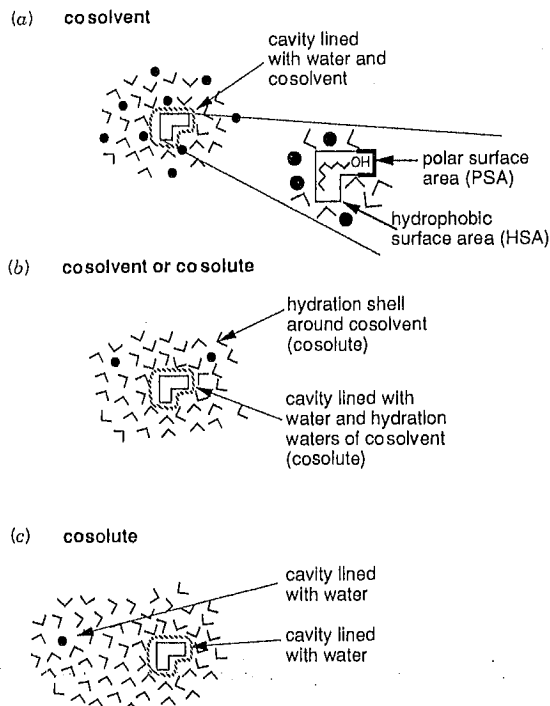 (a) cosolvent
cavity lined
with water and
cosolvent
OH
polar surface
area (PSA)
hydrophobic
surface area (HSA)
(b) cosolvent or cosolute
hydration shell
around cosolvent
(cosolute)
cavity lined with
water and hydration
waters of cosolvent
(cosolute)
(c) cosolute
cavity lined
with water
cavity lined
with water